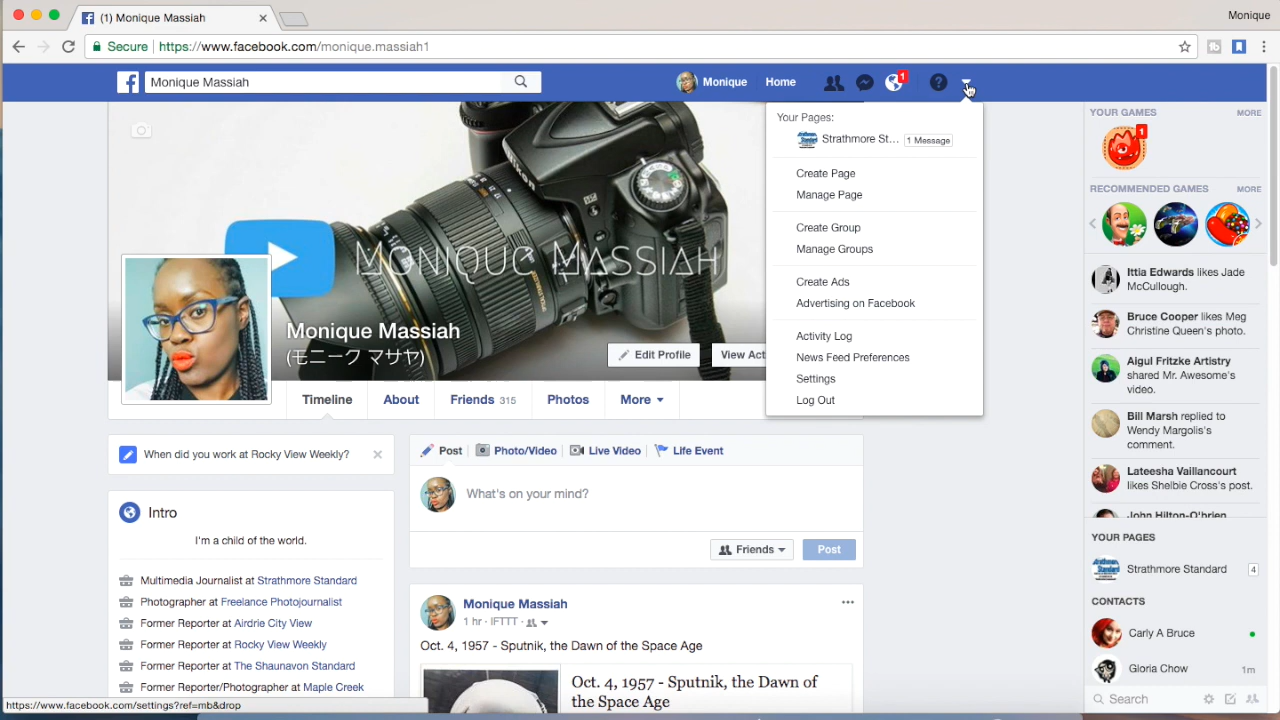 (1) Monique Massiah
Monique
Secure https://www.facebook.com/monique.massiah1
Monique Massiah
Monique
Home
1
Your Pages:
Strathmore St... 1 Message
Create Page
Manage Page
Create Group
Manage Groups
Create Ads
Advertising on Facebook
Activity Log
News Feed Preferences
Settings
Log Out
Nikon
MONIQUE MASSIAH
Monique Massiah
(モニーク マサヤ)
Edit Profile
View Act
Timeline
About
Friends 315
Photos
More
When did you work at Rocky View Weekly?
Intro
I'm a child of the world.
Multimedia Journalist at Strathmore Standard
Photographer at Freelance Photojournalist
Former Reporter at Airdrie City View
Former Reporter at Rocky View Weekly
Former Reporter at The Shaunavon Standard
Former Reporter/Photographer at Maple Creek
https://www.facebook.com/settings?ref=mb&drop
Post
Photo/Video
Live Video
Life Event
What's on your mind?
Friends
Post
Monique Massiah
1 hr · IFTTT ·
Oct. 4, 1957 - Sputnik, the Dawn of the Space Age
Oct. 4, 1957 - Sputnik, the Dawn of
the Space Age
YOUR GAMES
MORE
1
RECOMMENDED GAMES
MORE
Ittia Edwards likes Jade
McCullough.
Bruce Cooper likes Meg
Christine Queen's photo.
Aigul Fritzke Artistry
shared Mr. Awesome's
video.
Bill Marsh replied to
Wendy Margolis's
comment.
Lateesha Vaillancourt
likes Shelbie Cross's post.
John Hilton-O'brien
YOUR PAGES
Strathmore Standard
4
CONTACTS
Carly A Bruce
Gloria Chow
1m
Search